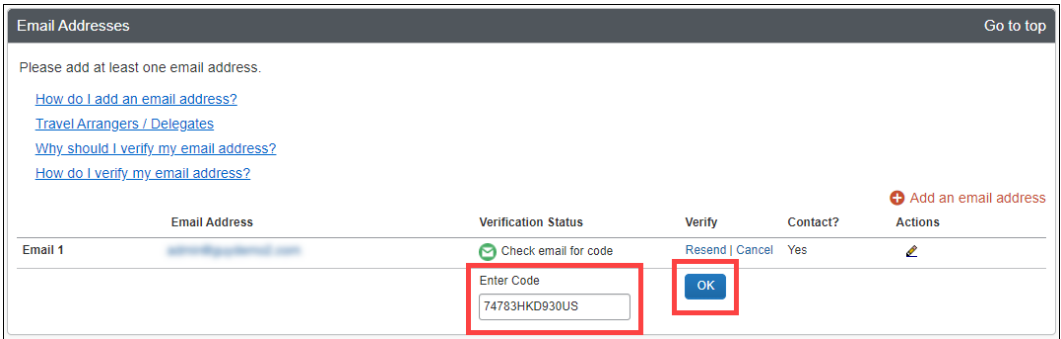 Email Addresses Go to top
Please add at least one email address.
How do I add an email address?
Travel Arrangers / Delegates
Why should I verify my email address?
How do I verify my email address?
Add an email address
Email Address Verification Status Verify Contact? Actions
Email 1 Check email for code Resend | Cancel Yes
Enter Code
OK
74783HKD930US